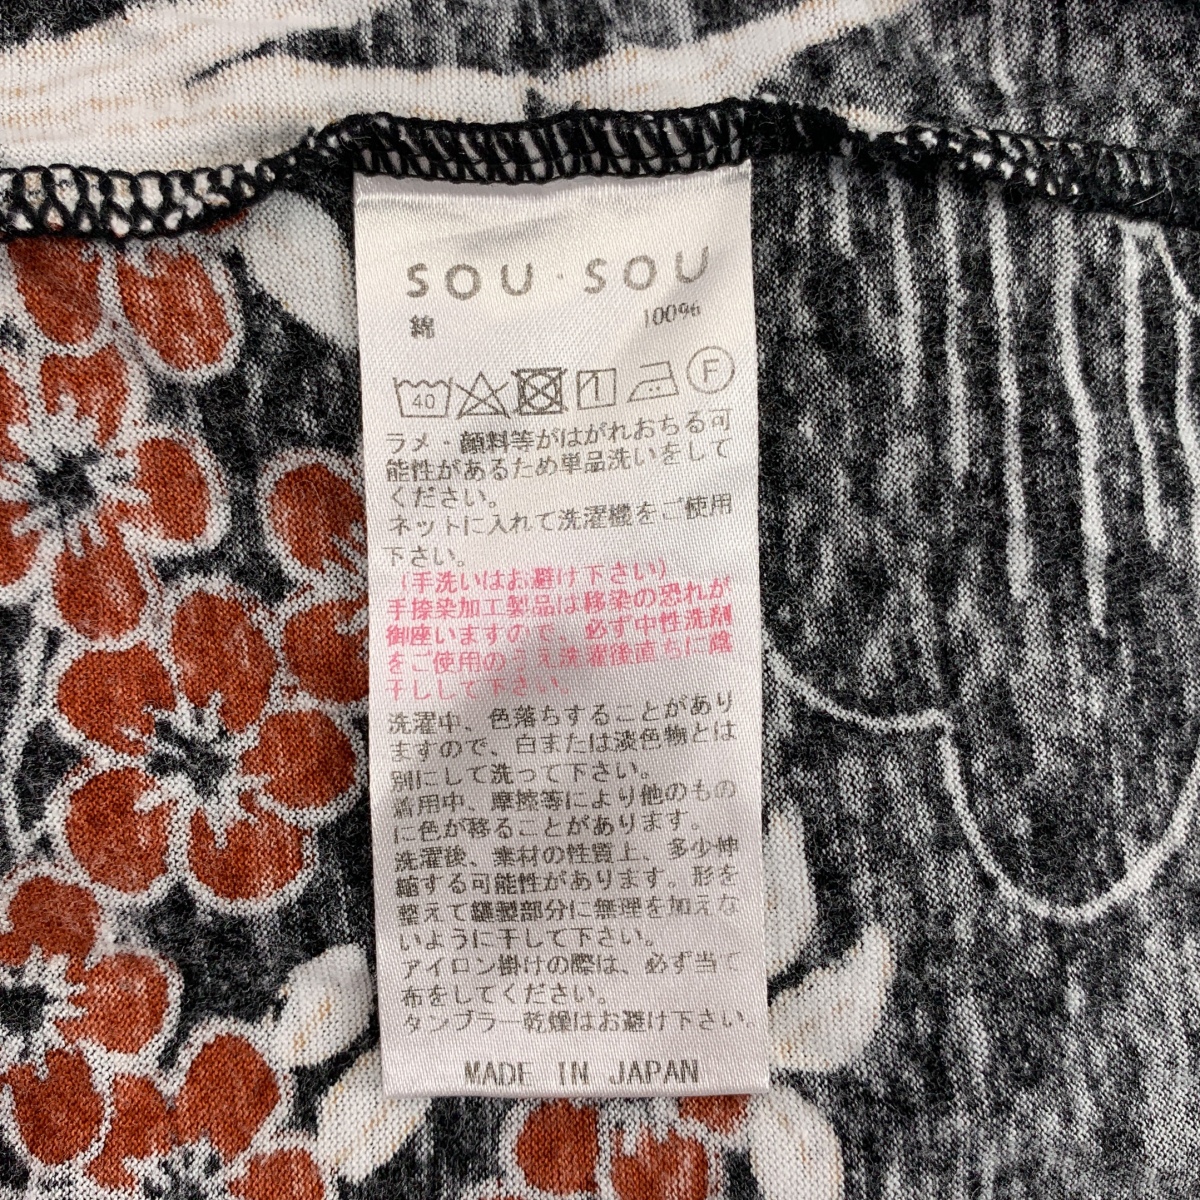 SOU・SOU
綿 100%
40 F
ラメ・顔料等がはがれおちる可
能性があるため単品洗いをして
ください。
ネットに入れて洗濯機をご使用
下さい。
(手洗いはお避け下さい)
手捺染加工製品は移染の恐れが
御座いますので、必ず中性洗剤
をご使用のうえ洗濯後直ちに陰
干しして下さい。
洗濯中、色落ちすることがあり
ますので、白または淡色物とは
別にして洗って下さい。
着用中、摩擦等により他のもの
に色が移ることがあります。
洗濯後、素材の性質上、多少伸
縮する可能性があります。形を
整えて縫製部分に無理を加えな
いように干して下さい。
アイロン掛けの際は、必ず当て
布をしてください。
タンブラー乾燥はお避け下さい。
MADE IN JAPAN